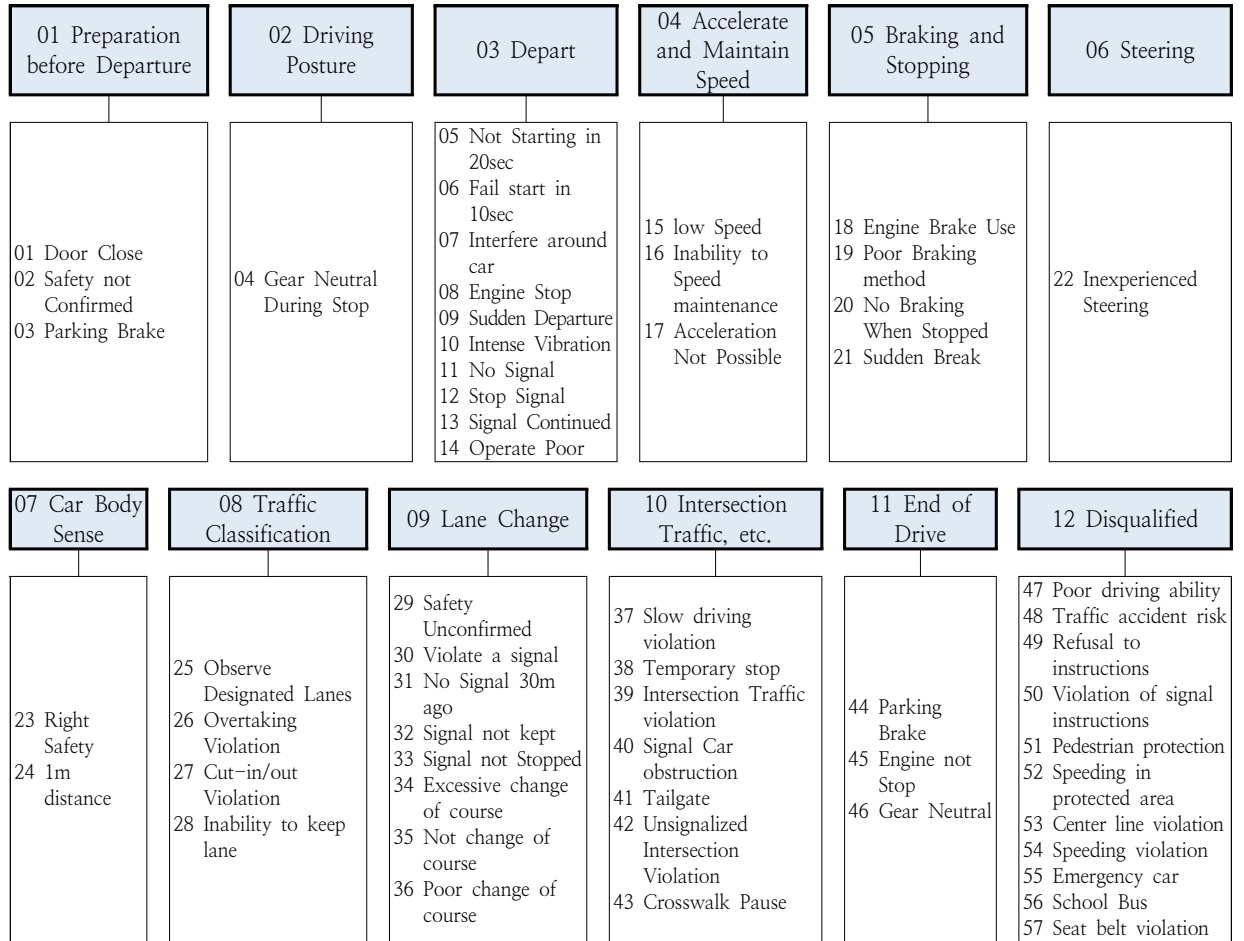 01 Preparation
before Departure
01 Door Close
02 Safety not
Confirmed
03 Parking Brake
02 Driving
Posture
04 Gear Neutral
During Stop
03 Depart
05 Not Starting in
20sec
06 Fail start in
10sec
07 Interfere around
car
08 Engine Stop
09 Sudden Departure
10 Intense Vibration
11 No Signal
12 Stop Signal
13 Signal Continued
14 Operate Poor
04 Accelerate
and Maintain
Speed
15 low Speed
16 Inability to
Speed
maintenance
17 Acceleration
Not Possible
05 Braking and
Stopping
18 Engine Brake Use
19 Poor Braking
method
20 No Braking
When Stopped
21 Sudden Break
06 Steering
22 Inexperienced
Steering
07 Car Body
Sense
23 Right
Safety
24 1m
distance
08 Traffic
Classification
25 Observe
Designated Lanes
26 Overtaking
Violation
27 Cut-in/out
Violation
28 Inability to keep
lane
09 Lane Change
29 Safety
Unconfirmed
30 Violate a signal
31 No Signal 30m
ago
32 Signal not kept
33 Signal not Stopped
34 Excessive change
of course
35 Not change of
course
36 Poor change of
course
10 Intersection
Traffic, etc.
37 Slow driving
violation
38 Temporary stop
39 Intersection Traffic
violation
40 Signal Car
obstruction
41 Tailgate
42 Unsignalized
Intersection
Violation
43 Crosswalk Pause
11 End of
Drive
44 Parking
Brake
45 Engine not
Stop
46 Gear Neutral
12 Disqualified
47 Poor driving ability
48 Traffic accident risk
49 Refusal to
instructions
50 Violation of signal
instructions
51 Pedestrian protection
52 Speeding in
protected area
53 Center line violation
54 Speeding violation
55 Emergency car
56 School Bus
57 Seat belt violation